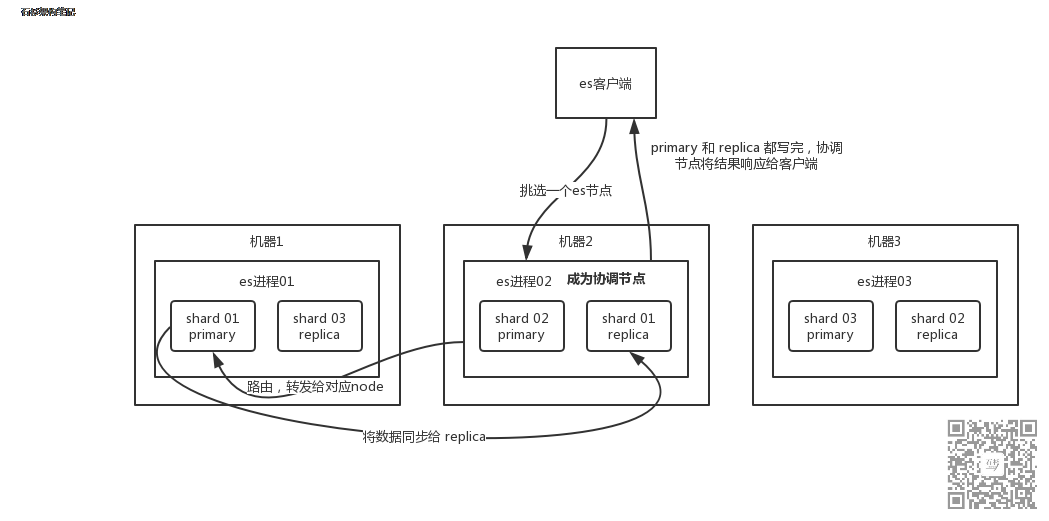 es客户端
primary 和 replica 都写完，协调
节点将结果响应给客户端
挑选一个es节点
机器1
es进程01
shard 01
primary
shard 03
replica
机器2
es进程02
成为协调节点
shard 02
primary
shard 01
replica
机器3
es进程03
shard 03
primary
shard 02
replica
路由，转发给对应node
将数据同步给 replica